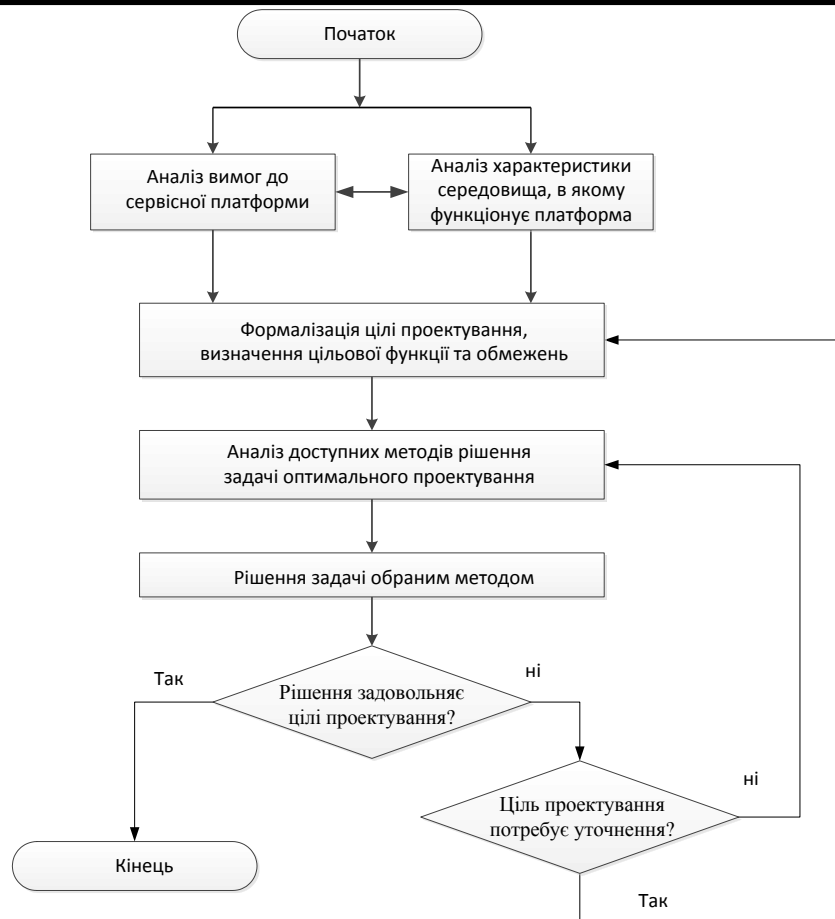 Початок
Аналіз вимог до
сервісної платформи
Аналіз характеристики
середовища, в якому
функціонує платформа
Формалізація цілі проектування,
визначення цільової функції та обмежень
Аналіз доступних методів рішення
задачі оптимального проектування
Рішення задачі обраним методом
Так
ні
Рішення задовольняє
цілі проектування?
ні
Ціль проектування
потребує уточнення?
Кінець
Так